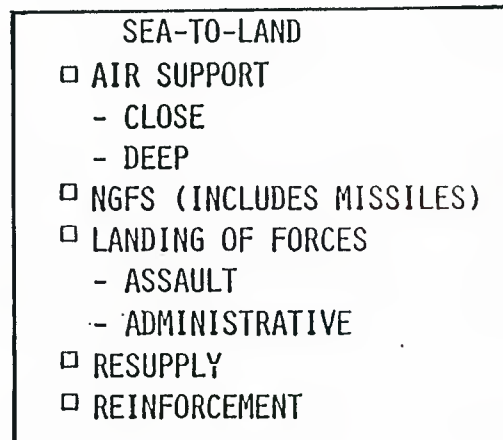 SEA-TO-LAND
□ AIR SUPPORT
- CLOSE
- DEEP
□ NGFS (INCLUDES MISSILES)
□ LANDING OF FORCES
- ASSAULT
- ADMINISTRATIVE
□ RESUPPLY
□ REINFORCEMENT